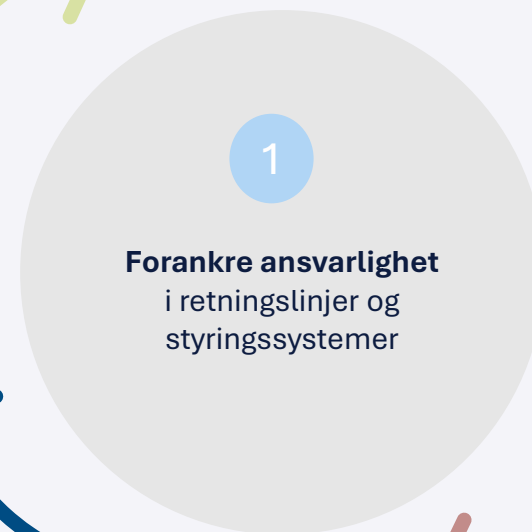 1
Forankre ansvarlighet
i retningslinjer og
styringssystemer